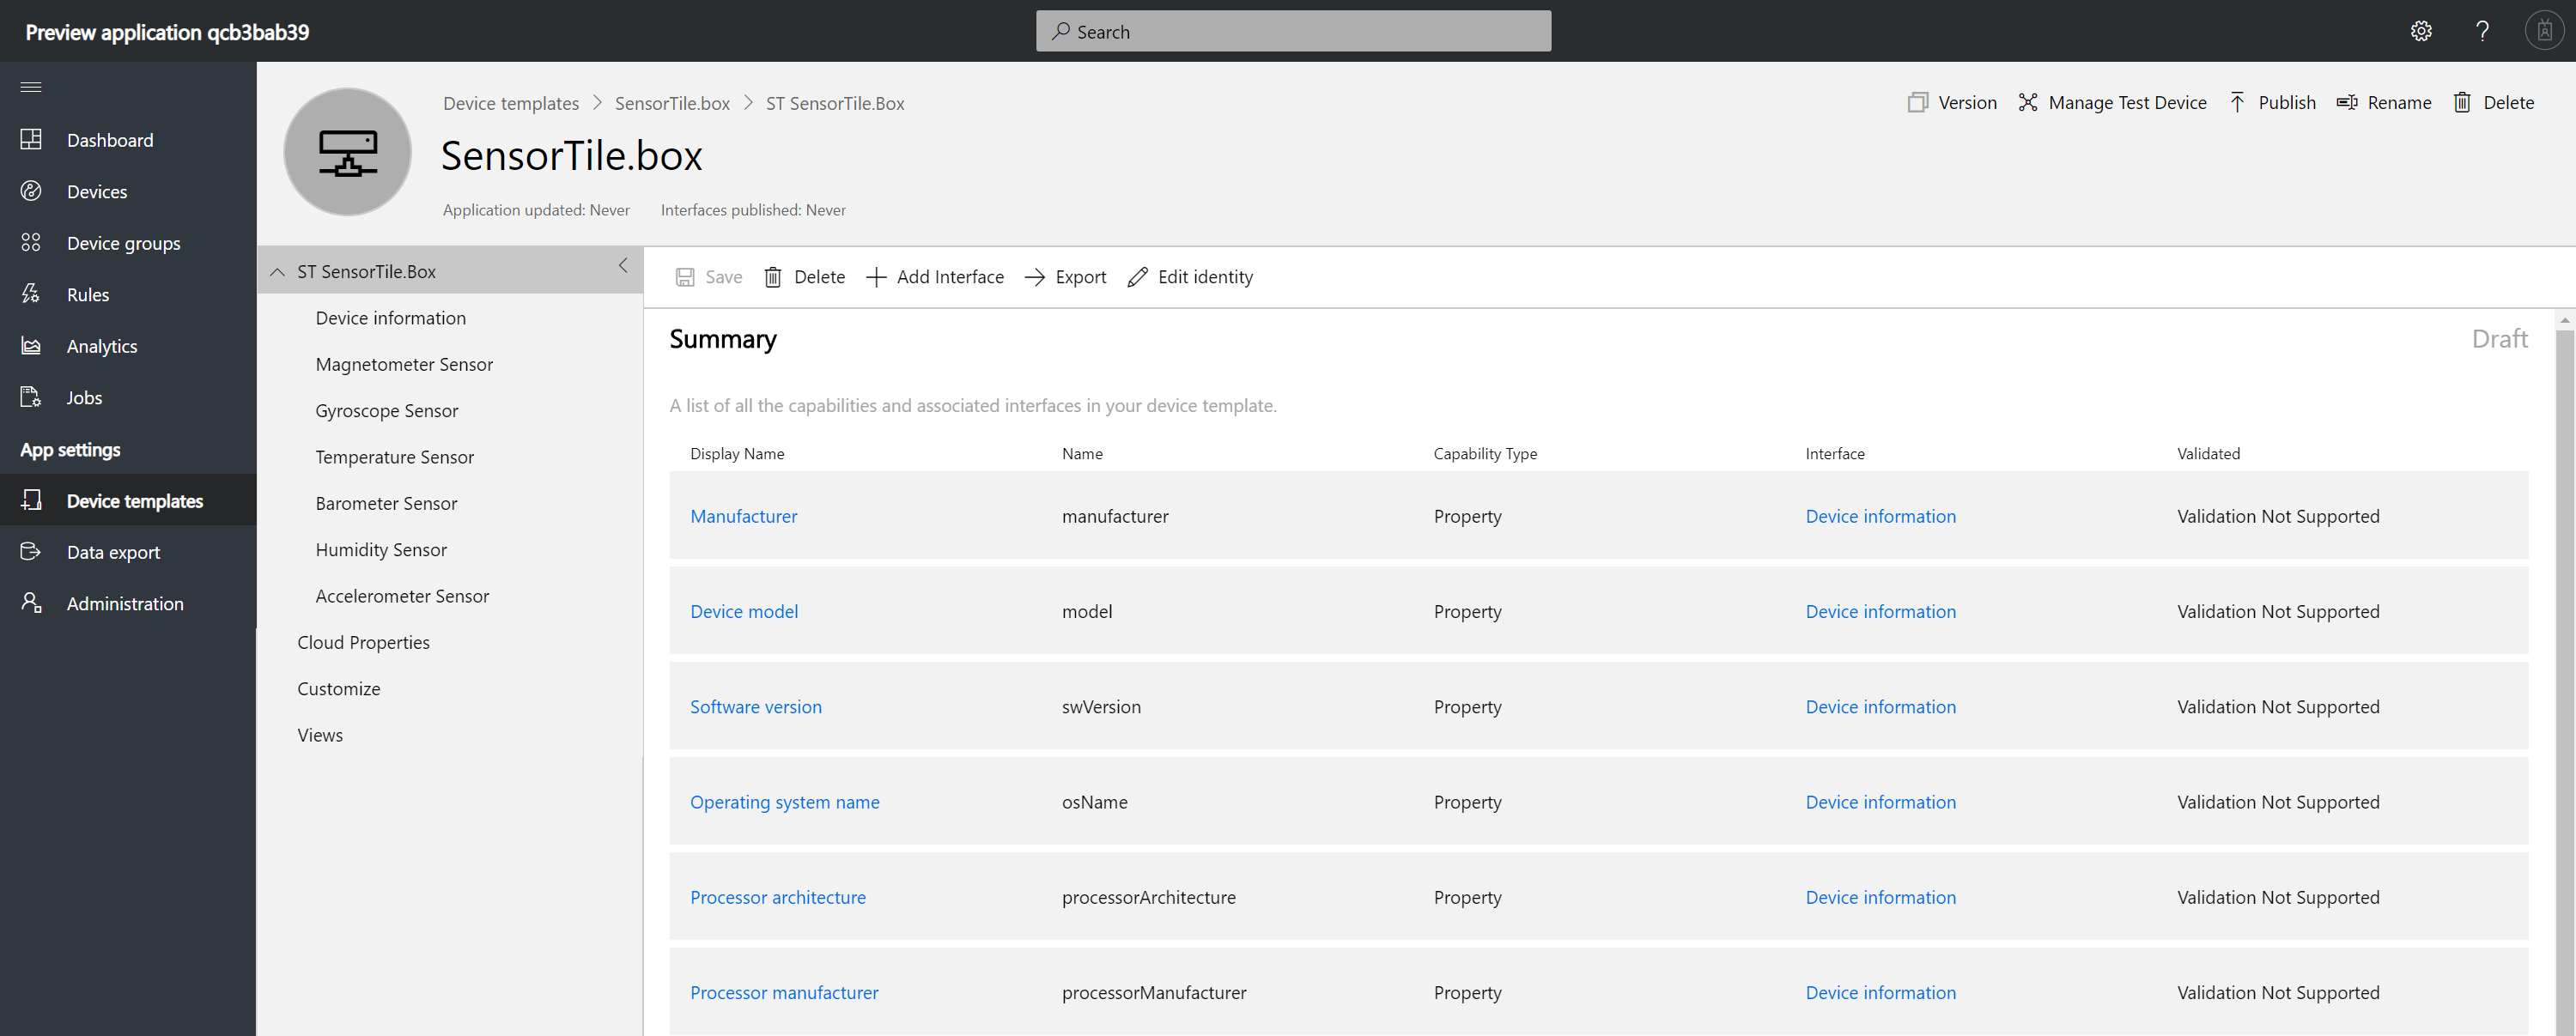 Preview application qcb3bab39
Search
?
Dashboard
Devices
Device groups
Rules
Analytics
Jobs
App settings
Device templates
Data export
Administration
Device templates > SensorTile.box > ST SensorTile.Box
SensorTile.box
Application updated: Never Interfaces published: Never
Version Manage Test Device Publish Rename Delete
ST SensorTile.Box
Device information
Magnetometer Sensor
Gyroscope Sensor
Temperature Sensor
Barometer Sensor
Humidity Sensor
Accelerometer Sensor
Cloud Properties
Customize
Views
Save Delete Add Interface Export Edit identity
Summary Draft
A list of all the capabilities and associated interfaces in your device template.
Display Name Name Capability Type Interface Validated
Manufacturer manufacturer Property Device information Validation Not Supported
Device model model Property Device information Validation Not Supported
Software version swVersion Property Device information Validation Not Supported
Operating system name osName Property Device information Validation Not Supported
Processor architecture processorArchitecture Property Device information Validation Not Supported
Processor manufacturer processorManufacturer Property Device information Validation Not Supported